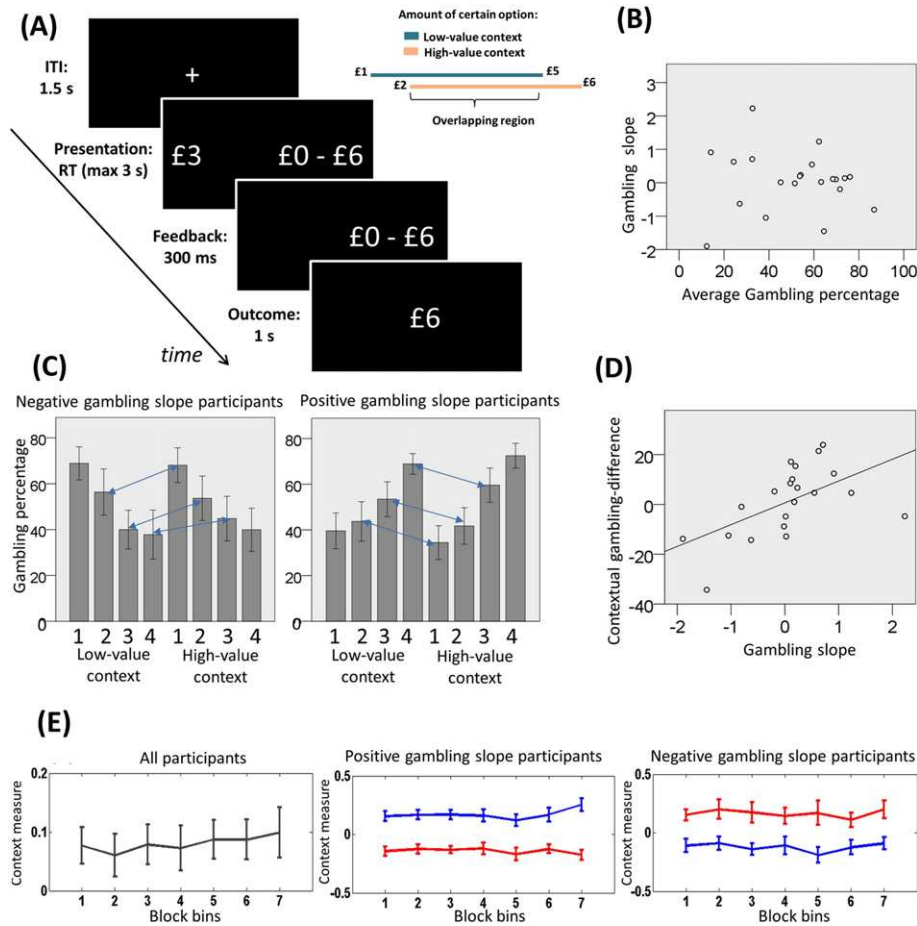 (A)
ITI:
1.5 s
+
Presentation:
RT (max 3 s)
£3 £0 - £6
Feedback:
300 ms
£0 - £6
Outcome:
1 s
£6
time
Amount of certain option:
Low-value context
High-value context
£1 £5
£2 £6
Overlapping region
(B)
Gambling slope
3
2
1
0
-1
-2
0 20 40 60 80 100
Average Gambling percentage
(C)
Negative gambling slope participants
Positive gambling slope participants
Gambling percentage
80
60
40
20
0
1 2 3 4 1 2 3 4
Low-value context
High-value context
1 2 3 4 1 2 3 4
Low-value context
High-value context
(D)
Contextual gambling-difference
20
0
-20
-40
-2 -1 0 1 2
Gambling slope
(E)
All participants
Context measure
0.2
0.1
0
1 2 3 4 5 6 7
Block bins
Positive gambling slope participants
Context measure
0.5
0
-0.5
1 2 3 4 5 6 7
Block bins
Negative gambling slope participants
Context measure
0.5
0
-0.5
1 2 3 4 5 6 7
Block bins